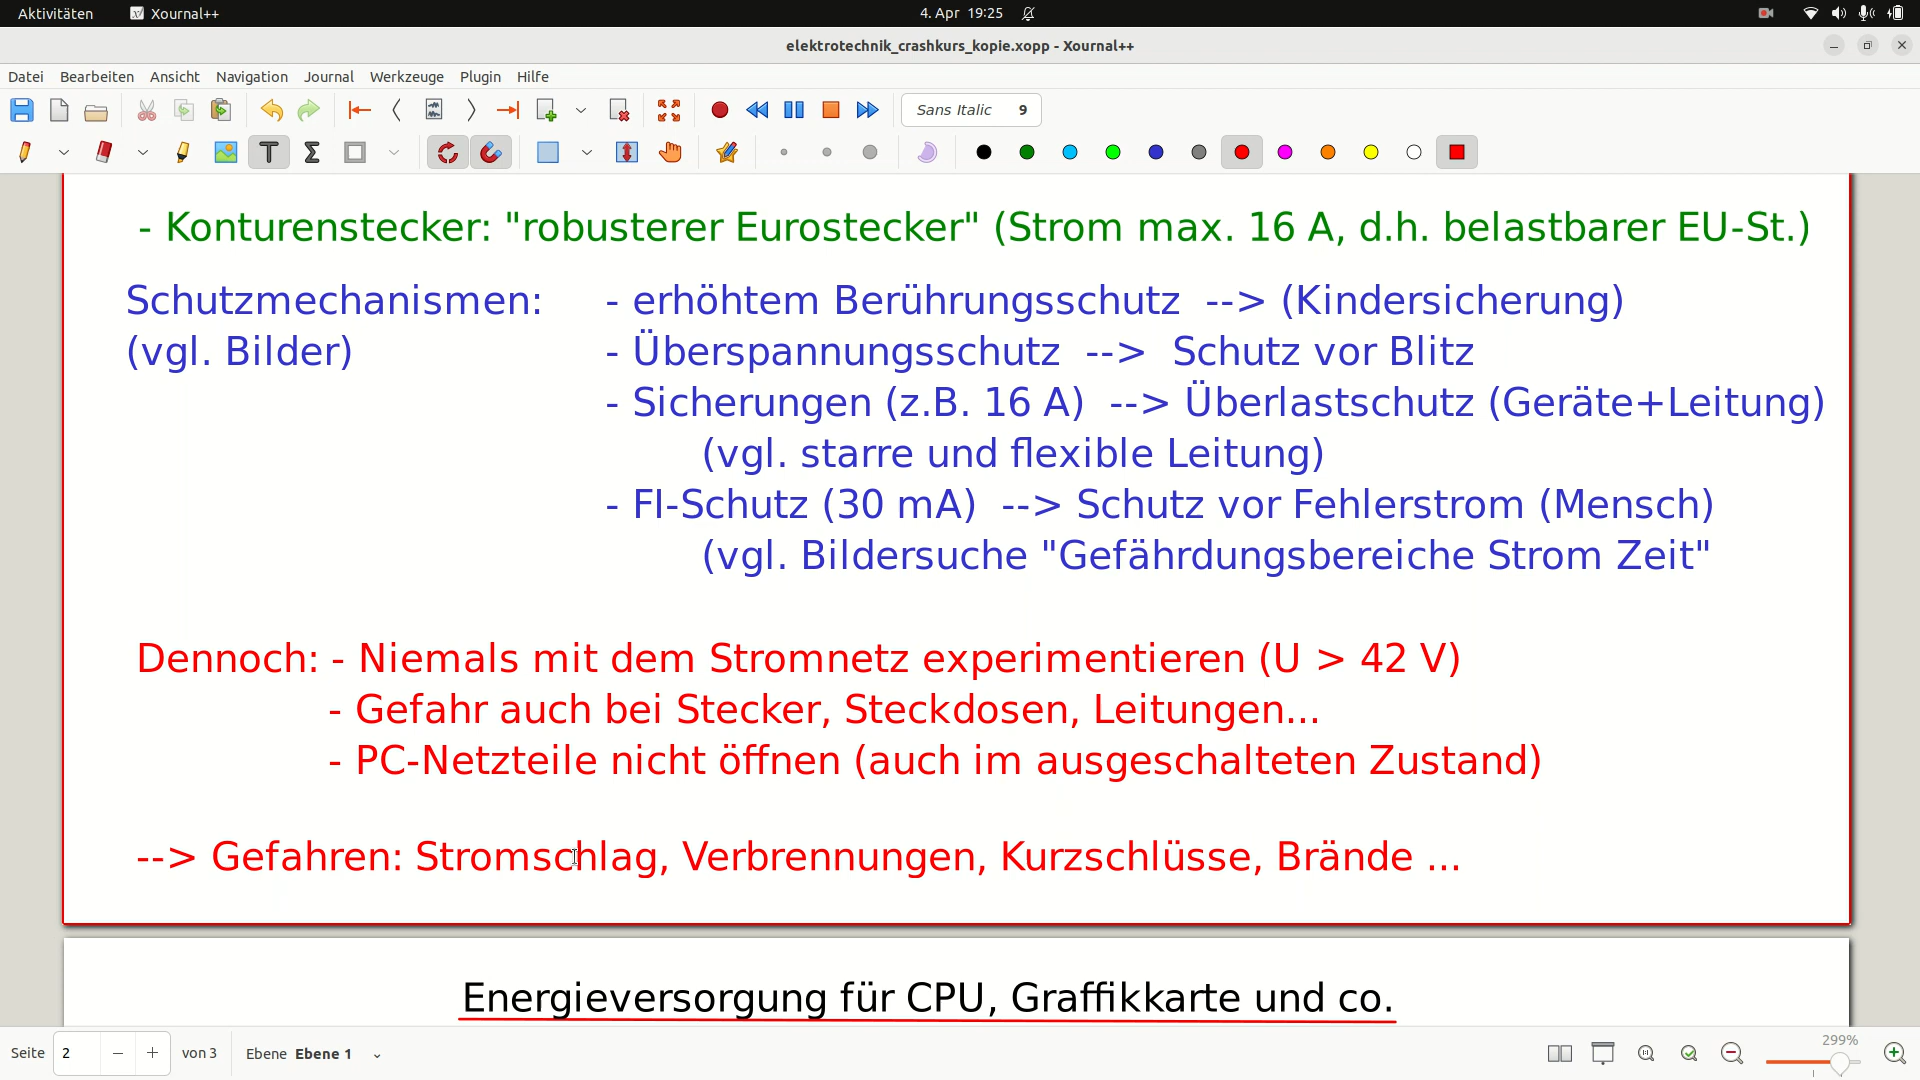 Aktivitäten
Xournal++
4. Apr 19:25
elektrotechnik_crashkurs_kopie.xopp - Xournal++
Datei Bearbeiten Ansicht Navigation Journal Werkzeuge Plugin Hilfe
Sans Italic 9
- Konturenstecker: "robusterer Eurostecker" (Strom max. 16 A, d.h. belastbarer EU-St.)
Schutzmechanismen: - erhöhtem Berührungsschutz --> (Kindersicherung)
(vgl. Bilder) - Überspannungsschutz --> Schutz vor Blitz
- Sicherungen (z.B. 16 A) --> Überlastschutz (Geräte+Leitung)
(vgl. starre und flexible Leitung)
- FI-Schutz (30 mA) --> Schutz vor Fehlerstrom (Mensch)
(vgl. Bildersuche "Gefährdungsbereiche Strom Zeit"
Dennoch: - Niemals mit dem Stromnetz experimentieren (U > 42 V)
- Gefahr auch bei Stecker, Steckdosen, Leitungen...
- PC-Netzteile nicht öffnen (auch im ausgeschalteten Zustand)
--> Gefahren: Stromschlag, Verbrennungen, Kurzschlüsse, Brände ...
Energieversorgung für CPU, Graffikkarte und co.
Seite 2 von 3 Ebene Ebene 1
299%